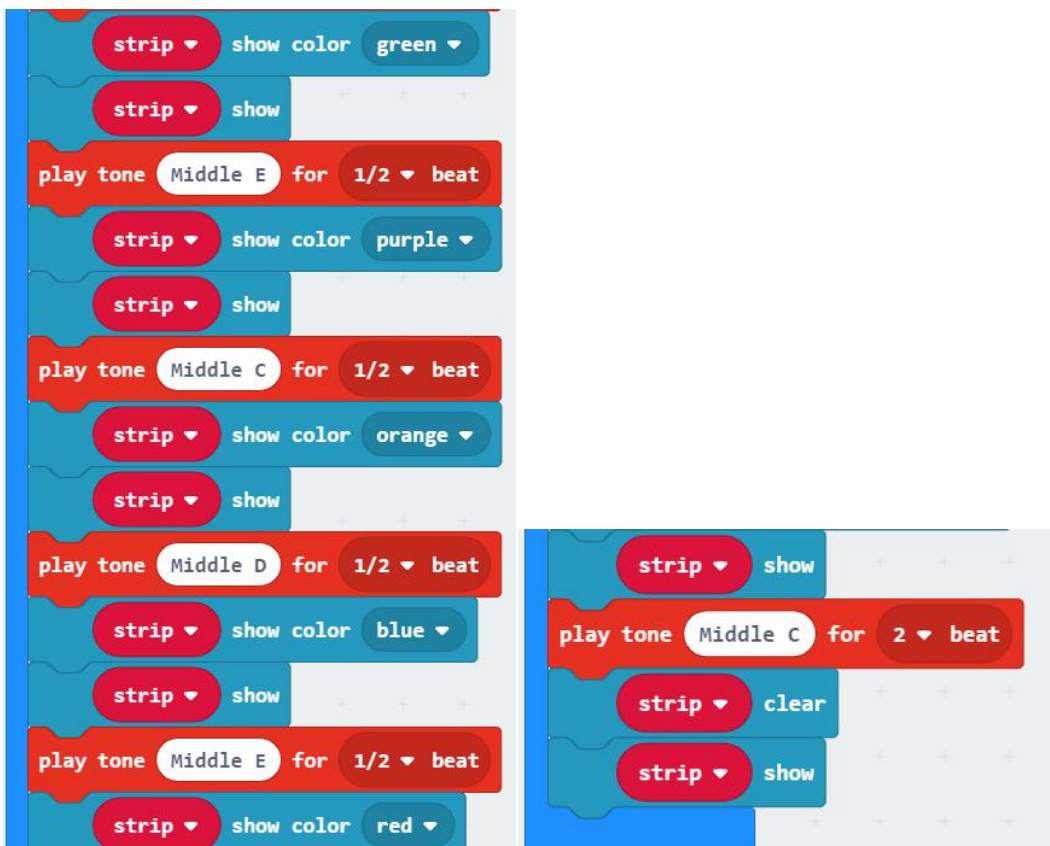 strip show color green
strip show
play tone Middle E for 1/2 beat
strip show color purple
strip show
play tone Middle C for 1/2 beat
strip show color orange
strip show
play tone Middle D for 1/2 beat
strip show color blue
strip show
play tone Middle E for 1/2 beat
strip show color red
strip show
play tone Middle C for 2 beat
strip clear
strip show